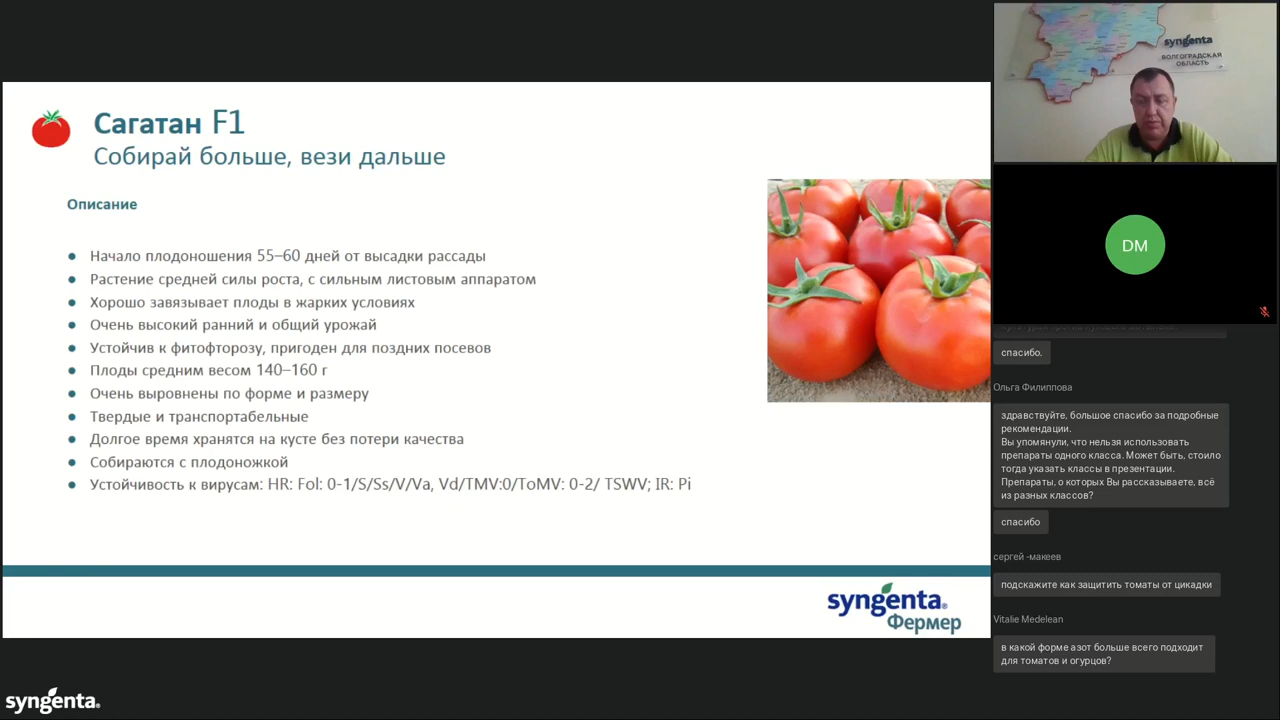 Сагатан F1
Собирай больше, вези дальше
Описание
Начало плодоношения 55–60 дней от высадки рассады
Растение средней силы роста, с сильным листовым аппаратом
Хорошо завязывает плоды в жарких условиях
Очень высокий ранний и общий урожай
Устойчив к фитофторозу, пригоден для поздних посевов
Плоды средним весом 140–160 г
Очень выровнены по форме и размеру
Твердые и транспортабельные
Долгое время хранятся на кусте без потери качества
Собираются с плодоножкой
Устойчивость к вирусам: HR: Fol: 0-1/S/Ss/V/Va, Vd/TMV:0/ToMV: 0-2/ TSWV; IR: Pi
syngenta®
Фермер
syngenta®
syngenta
ВОЛГОГРАДСКАЯ
ОБЛАСТЬ
DM
спасибо.
Ольга Филиппова
здравствуйте, большое спасибо за подробные
рекомендации.
Вы упомянули, что нельзя использовать
препараты одного класса. Может быть, стоило
тогда указать классы в презентации.
Препараты, о которых Вы рассказываете, всё
из разных классов?
спасибо
сергей -макеев
подскажите как защитить томаты от цикадки
Vitalie Medelean
в какой форме азот больше всего подходит
для томатов и огурцов?